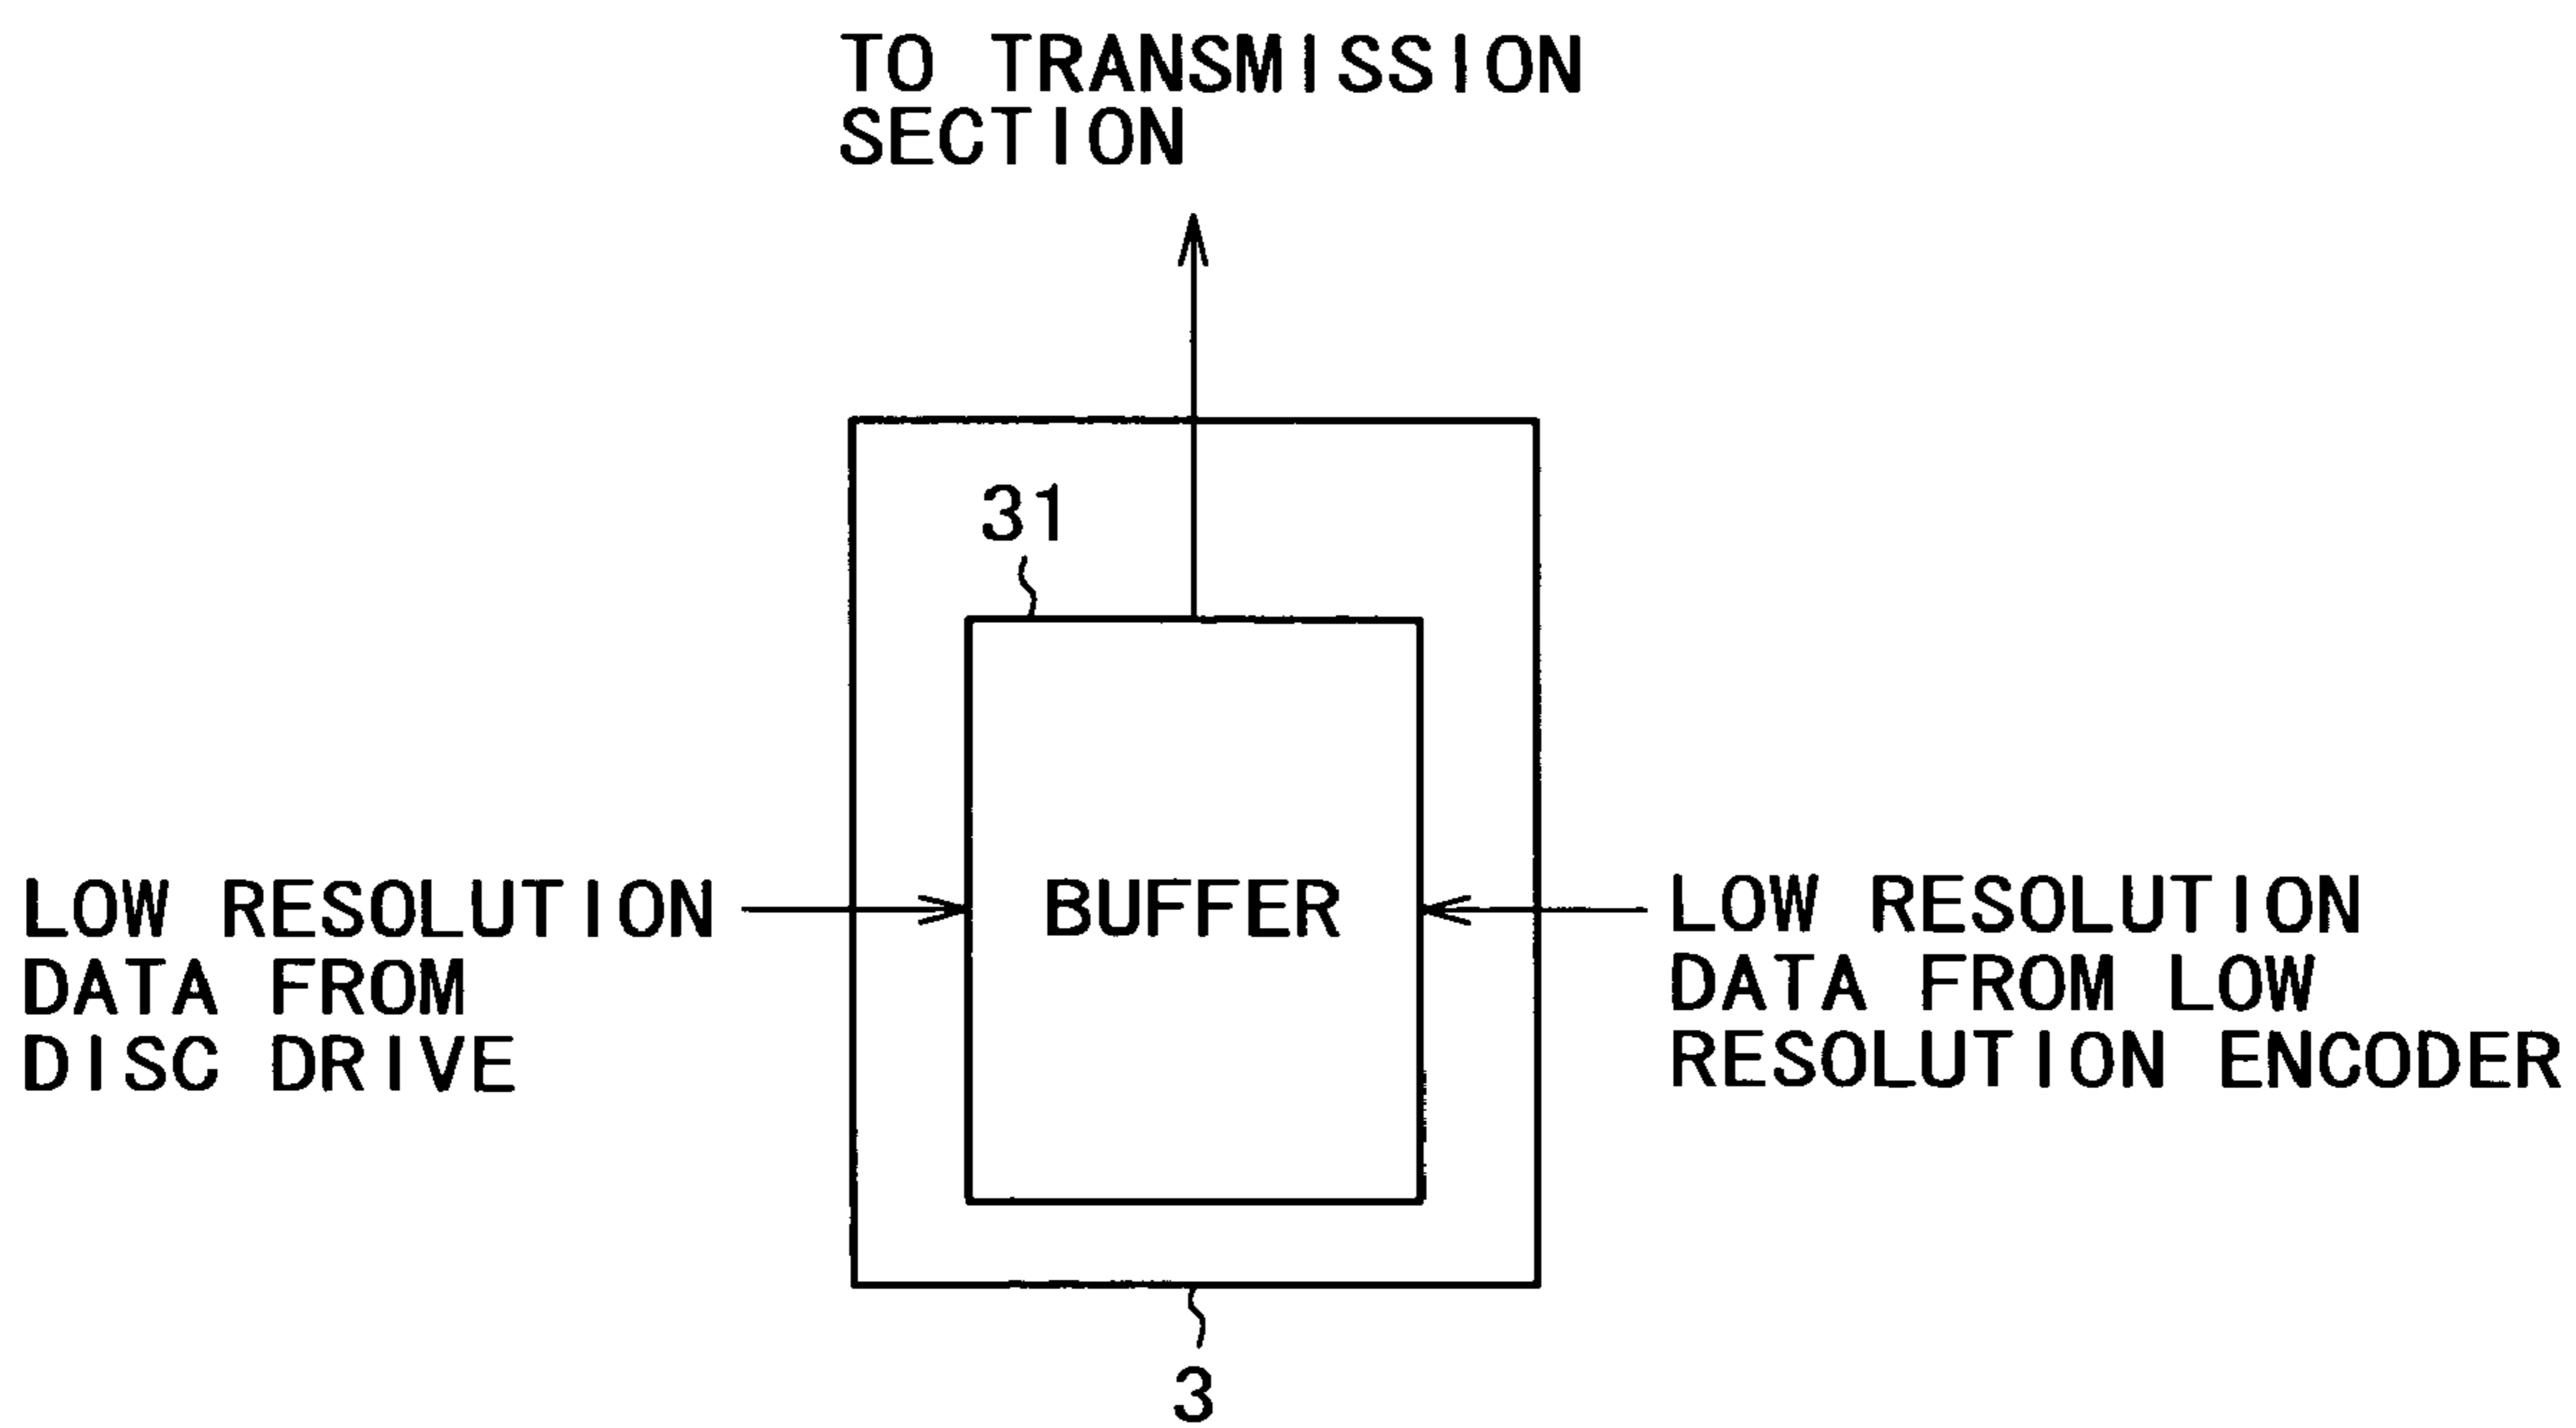 TO TRANSMISSION
SECTION
31
BUFFER
LOW RESOLUTION
DATA FROM
DISC DRIVE
LOW RESOLUTION
DATA FROM LOW
RESOLUTION ENCODER
3